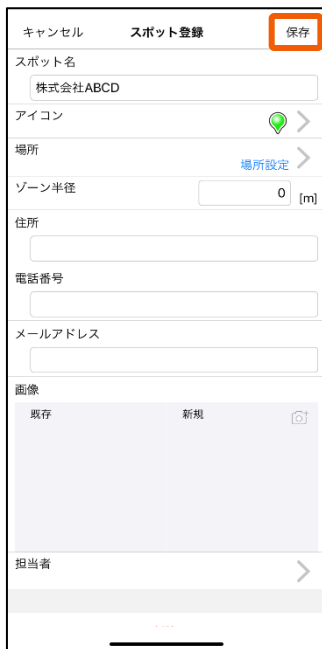 キャンセル スポット登録 保存
スポット名
株式会社ABCD
アイコン
場所
場所設定
ゾーン半径 0 [m]
住所
電話番号
メールアドレス
画像
既存 新規
担当者